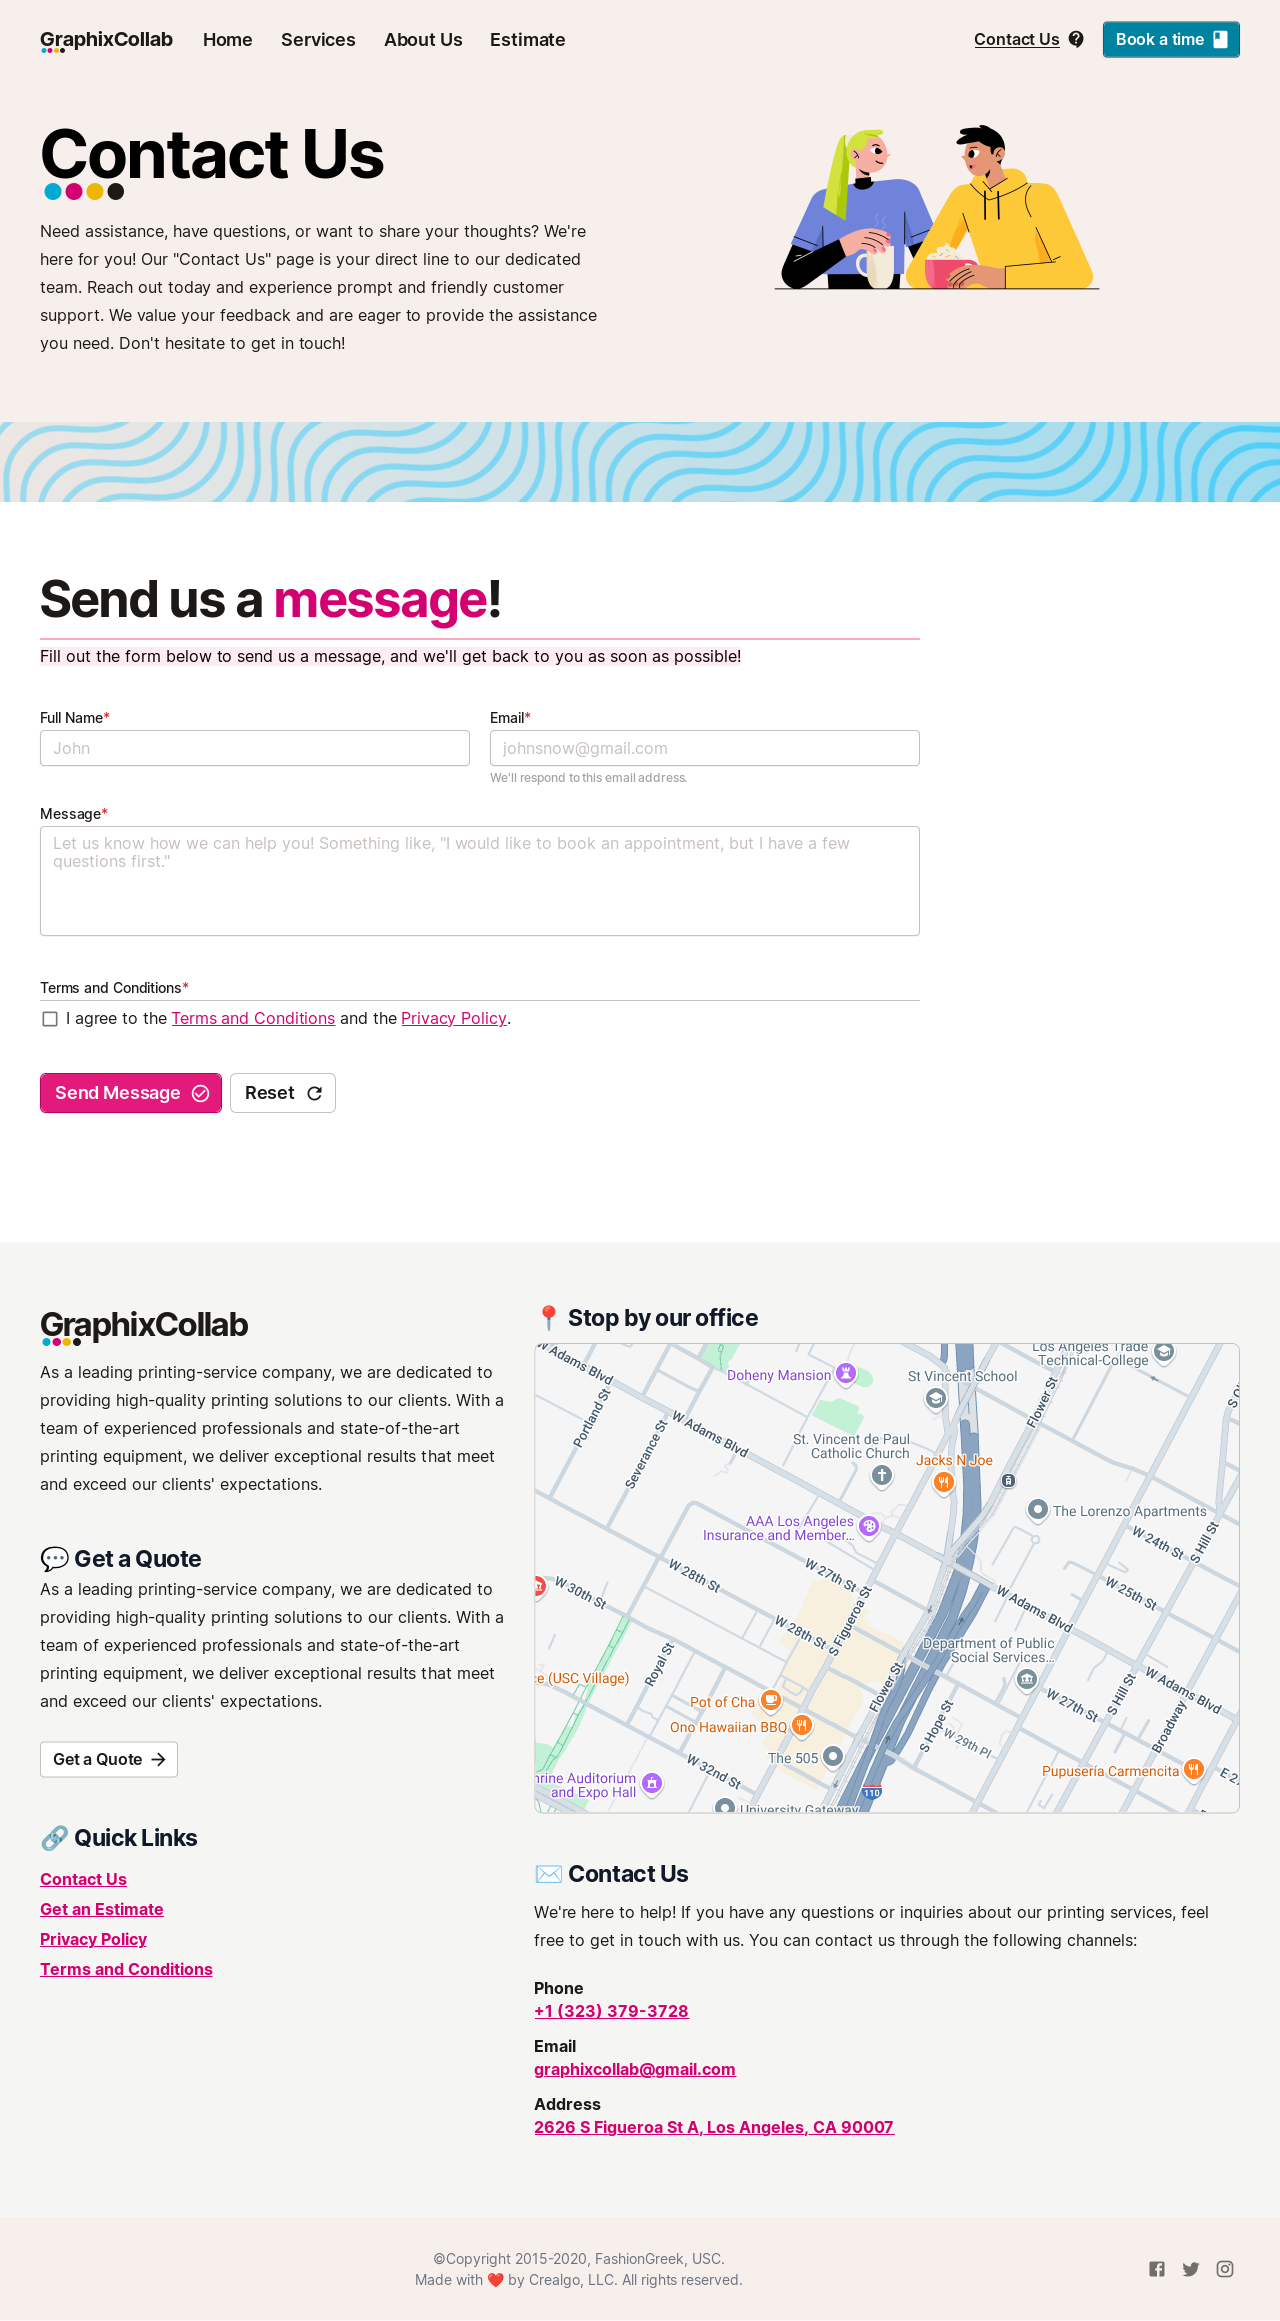 GraphixCollab Home Services About Us Estimate Contact Us Book a time
Contact Us
Need assistance, have questions, or want to share your thoughts? We're
here for you! Our "Contact Us" page is your direct line to our dedicated
team. Reach out today and experience prompt and friendly customer
support. We value your feedback and are eager to provide the assistance
you need. Don't hesitate to get in touch!
Send us a message!
Fill out the form below to send us a message, and we'll get back to you as soon as possible!
Full Name*
John
Email*
johnsnow@gmail.com
We'll respond to this email address.
Message*
Let us know how we can help you! Something like, "I would like to book an appointment, but I have a few
questions first."
Terms and Conditions*
I agree to the Terms and Conditions and the Privacy Policy.
Send Message Reset
GraphixCollab
As a leading printing-service company, we are dedicated to
providing high-quality printing solutions to our clients. With a
team of experienced professionals and state-of-the-art
printing equipment, we deliver exceptional results that meet
and exceed our clients' expectations.
💬 Get a Quote
As a leading printing-service company, we are dedicated to
providing high-quality printing solutions to our clients. With a
team of experienced professionals and state-of-the-art
printing equipment, we deliver exceptional results that meet
and exceed our clients' expectations.
Get a Quote
🔗 Quick Links
Contact Us
Get an Estimate
Privacy Policy
Terms and Conditions
📍 Stop by our office
W Adams Blvd
Los Angeles Trade
Technical-College
Doheny Mansion
St Vincent School
Portland St
Severance St
W Adams Blvd
Flower St
St. Vincent de Paul
Catholic Church
Jacks N Joe
AAA Los Angeles
Insurance and Member...
The Lorenzo Apartments
W 24th St
S Hill St
W 30th St
W 28th St
W 27th St
W 25th St
W Adams Blvd
S Figueroa St
W 28th St
Department of Public
Social Services...
(USC Village)
Royal St
Flower St
Pot of Cha
Ono Hawaiian BBQ
The 505
S Hope St
W 29th Pl
W 27th St
S Hill St
W Adams Blvd
Broadway
W 32nd St
Auditorium
and Expo Hall
University Gateway
110
Pupusería Carmencita
✉️ Contact Us
We're here to help! If you have any questions or inquiries about our printing services, feel
free to get in touch with us. You can contact us through the following channels:
Phone
+1 (323) 379-3728
Email
graphixcollab@gmail.com
Address
2626 S Figueroa St A, Los Angeles, CA 90007
©Copyright 2015-2020, FashionGreek, USC.
Made with ❤️ by Crealgo, LLC. All rights reserved.